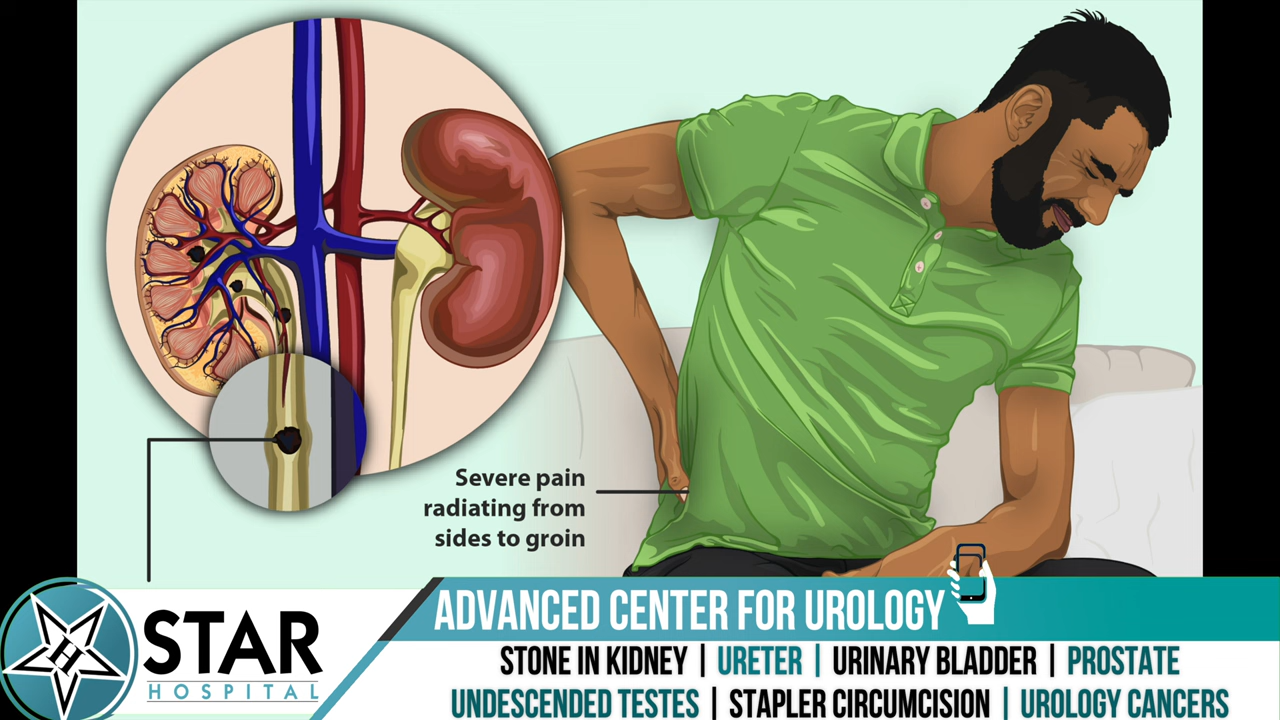 Severe pain
radiating from
sides to groin
STAR
HOSPITAL
ADVANCED CENTER FOR UROLOGY
STONE IN KIDNEY | URETER | URINARY BLADDER | PROSTATE
UNDESCENDED TESTES | STAPLER CIRCUMCISION | UROLOGY CANCERS